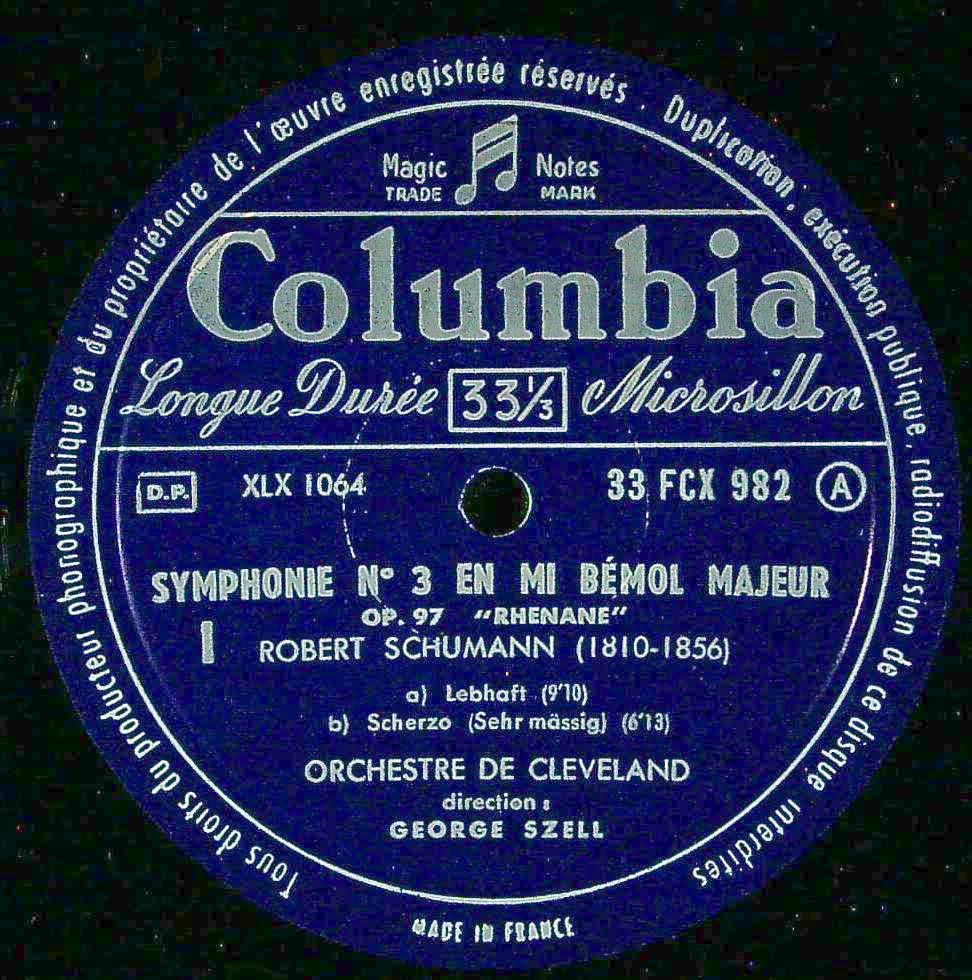 Tous droits du producteur phonographique et du propriétaire de l'œuvre enregistrée réservés . Duplication, exécution publique, radiodiffusion de ce disque interdites
Magic Notes
TRADE MARK
Columbia
Longue Durée 33 1/3 Microsillon
D.P. XLX 1064 33 FCX 982 A
SYMPHONIE N° 3 EN MI BÉMOL MAJEUR
OP. 97 "RHENANE"
I ROBERT SCHUMANN (1810-1856)
a) Lebhaft (9'10)
b) Scherzo (Sehr mässig) (6'13)
ORCHESTRE DE CLEVELAND
direction :
GEORGE SZELL
MADE IN FRANCE